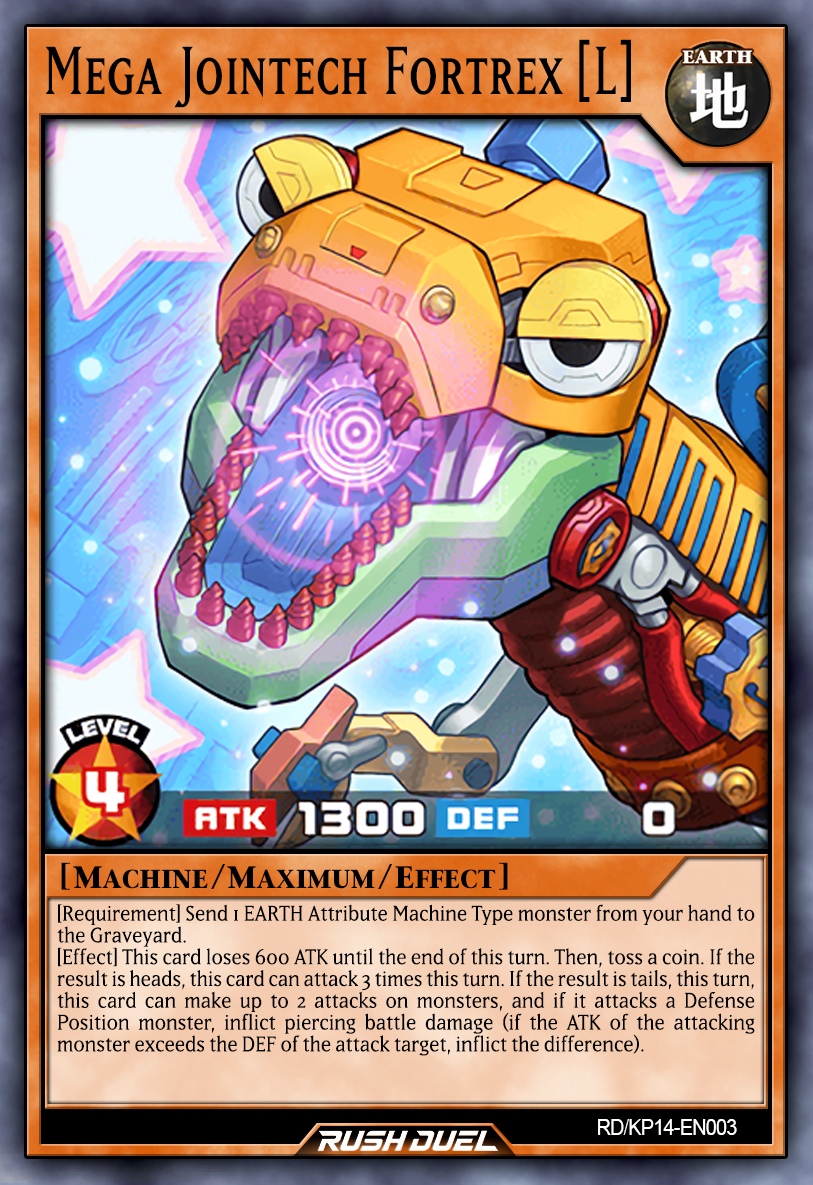 Mega Jointech Fortrex [L]
EARTH
地
LEVEL
4
ATK 1300 DEF 0
[Machine/Maximum/Effect]
[Requirement] Send 1 EARTH Attribute Machine Type monster from your hand to
the Graveyard.
[Effect] This card loses 600 ATK until the end of this turn. Then, toss a coin. If the
result is heads, this card can attack 3 times this turn. If the result is tails, this turn,
this card can make up to 2 attacks on monsters, and if it attacks a Defense
Position monster, inflict piercing battle damage (if the ATK of the attacking
monster exceeds the DEF of the attack target, inflict the difference).
RD/KP14-EN003
RUSH DUEL